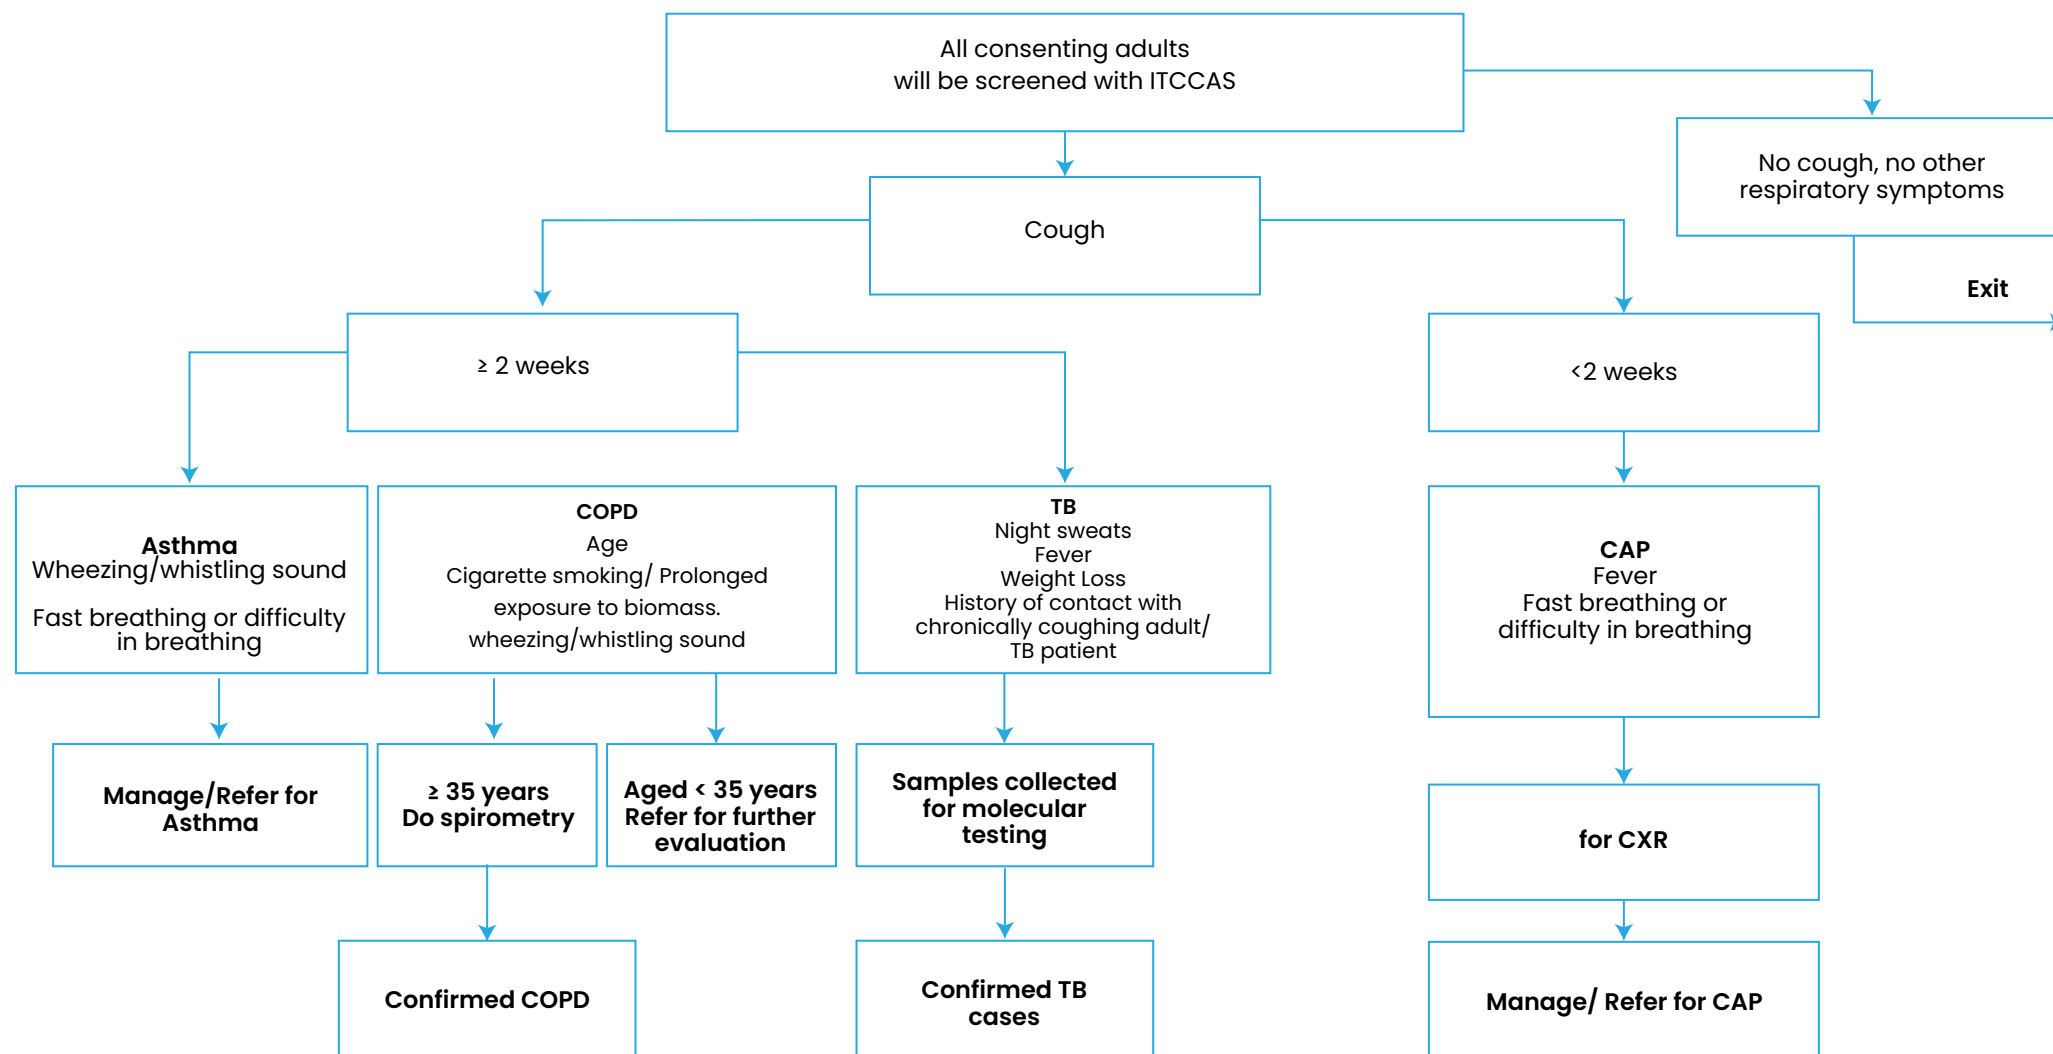 All consenting adults
will be screened with ITCCAS
No cough, no other
respiratory symptoms
Exit
Cough
≥ 2 weeks
<2 weeks
Asthma
Wheezing/whistling sound
Fast breathing or difficulty
in breathing
COPD
Age
Cigarette smoking/ Prolonged
exposure to biomass.
wheezing/whistling sound
TB
Night sweats
Fever
Weight Loss
History of contact with
chronically coughing adult/
TB patient
CAP
Fever
Fast breathing or
difficulty in breathing
Manage/Refer for
Asthma
≥ 35 years
Do spirometry
Aged < 35 years
Refer for further
evaluation
Samples collected
for molecular
testing
for CXR
Confirmed COPD
Confirmed TB
cases
Manage/ Refer for CAP